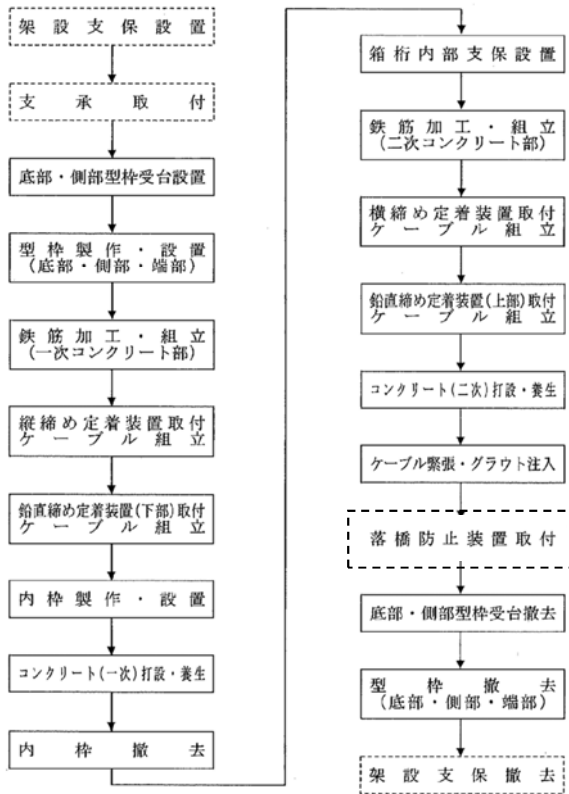 架設支保設置
支承取付
底部・側部型枠受台設置
型枠製作・設置
(底部・側部・端部)
鉄筋加工・組立
(一次コンクリート部)
縦締め定着装置取付
ケーブル組立
鉛直締め定着装置(下部)取付
ケーブル組立
内枠製作・設置
コンクリート(一次)打設・養生
内枠撤去
箱桁内部支保設置
鉄筋加工・組立
(二次コンクリート部)
横締め定着装置取付
ケーブル組立
鉛直締め定着装置(上部)取付
ケーブル組立
コンクリート(二次)打設・養生
ケーブル緊張・グラウト注入
落橋防止装置取付
底部・側部型枠受台撤去
型枠撤去
(底部・側部・端部)
架設支保撤去